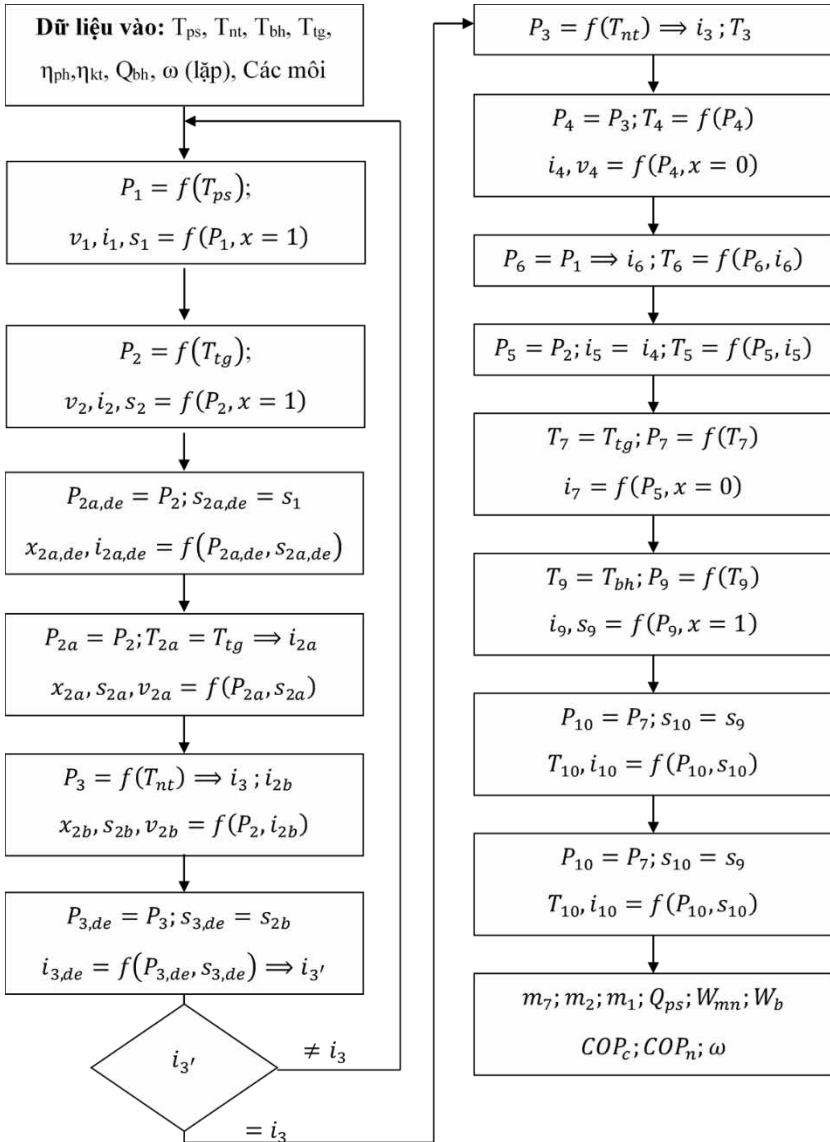 Dữ liệu vào: T_ps, T_nt, T_bh, T_tg,
η_ph,η_kt, Q_bh, ω (lặp), Các môi
P_1 = f(T_ps);
v_1, i_1, s_1 = f(P_1, x = 1)
P_2 = f(T_tg);
v_2, i_2, s_2 = f(P_2, x = 1)
P_2a,de = P_2; s_2a,de = s_1
x_2a,de, i_2a,de = f(P_2a,de, s_2a,de)
P_2a = P_2; T_2a = T_tg ⟹ i_2a
x_2a, s_2a, v_2a = f(P_2a, s_2a)
P_3 = f(T_nt) ⟹ i_3 ; i_2b
x_2b, s_2b, v_2b = f(P_2, i_2b)
P_3,de = P_3; s_3,de = s_2b
i_3,de = f(P_3,de, s_3,de) ⟹ i_3'
i_3'
≠ i_3
= i_3
P_3 = f(T_nt) ⟹ i_3 ; T_3
P_4 = P_3; T_4 = f(P_4)
i_4, v_4 = f(P_4, x = 0)
P_6 = P_1 ⟹ i_6 ; T_6 = f(P_6, i_6)
P_5 = P_2; i_5 = i_4; T_5 = f(P_5, i_5)
T_7 = T_tg; P_7 = f(T_7)
i_7 = f(P_5, x = 0)
T_9 = T_bh; P_9 = f(T_9)
i_9, s_9 = f(P_9, x = 1)
P_10 = P_7; s_10 = s_9
T_10, i_10 = f(P_10, s_10)
P_10 = P_7; s_10 = s_9
T_10, i_10 = f(P_10, s_10)
m_7; m_2; m_1; Q_ps; W_mn; W_b
COP_c; COP_n; ω